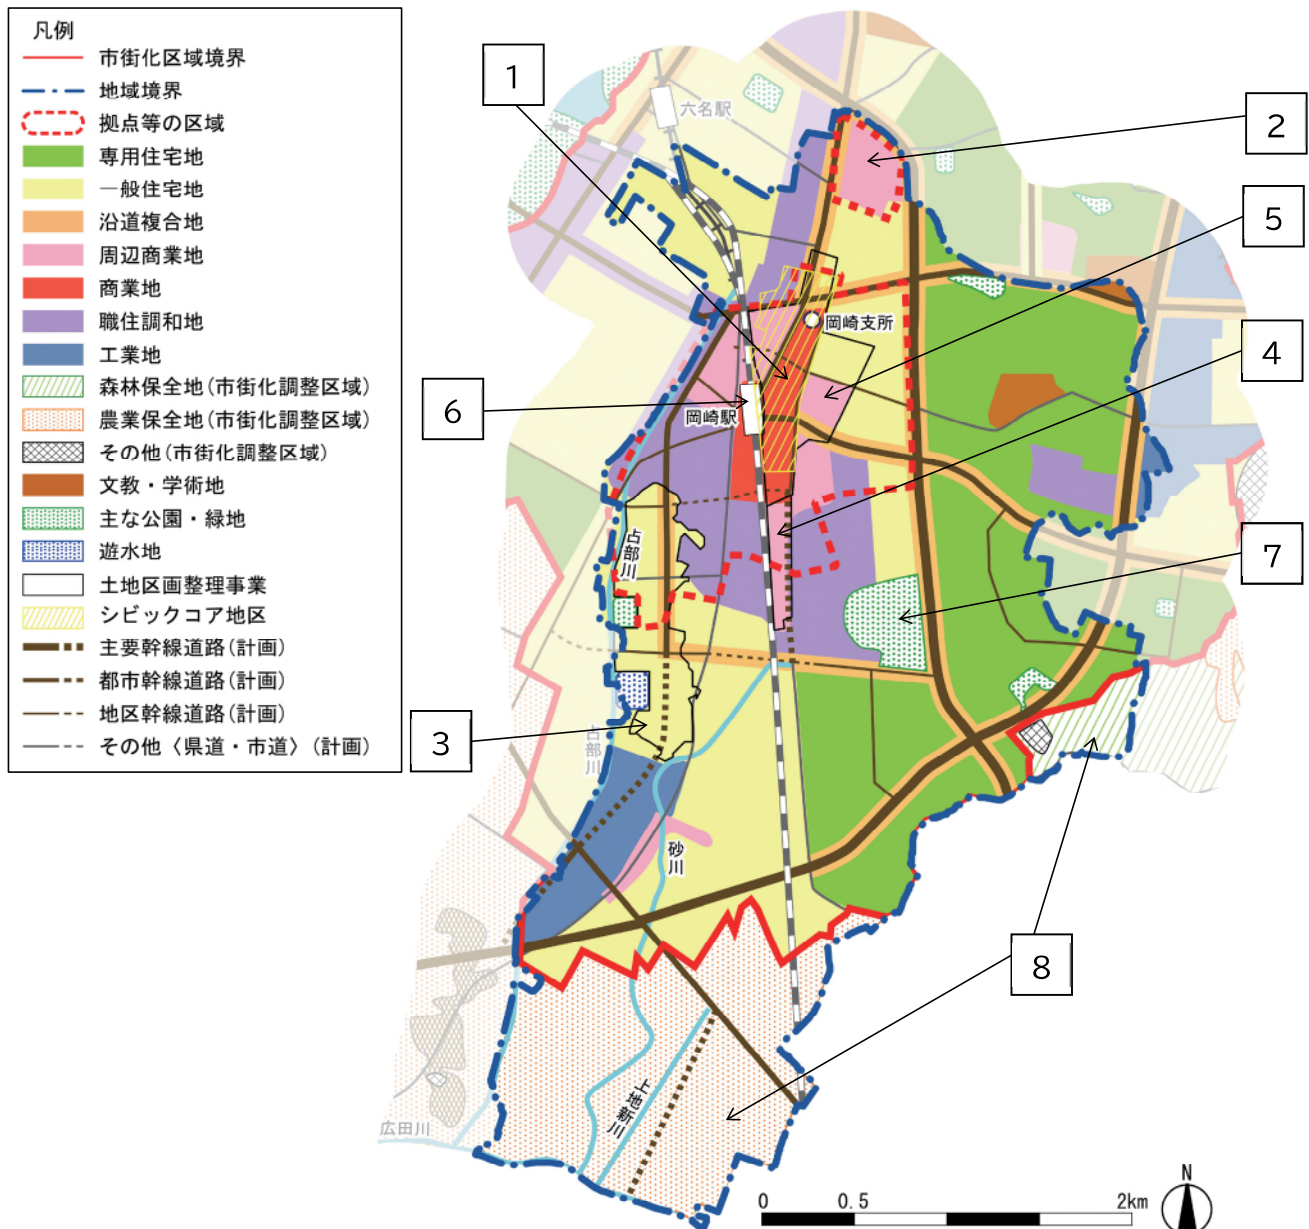 凡例
市街化区域境界
地域境界
拠点等の区域
専用住宅地
一般住宅地
沿道複合地
周辺商業地
商業地
職住調和地
工業地
森林保全地(市街化調整区域)
農業保全地(市街化調整区域)
その他(市街化調整区域)
文教・学術地
主な公園・緑地
遊水地
土地区画整理事業
シビックコア地区
主要幹線道路(計画)
都市幹線道路(計画)
地区幹線道路(計画)
その他〈県道・市道〉(計画)
1
六名駅
2
5
岡崎支所
4
6
岡崎駅
占部川
7
3
占部川
砂川
8
上地新川
広田川
0 0.5 2km
N